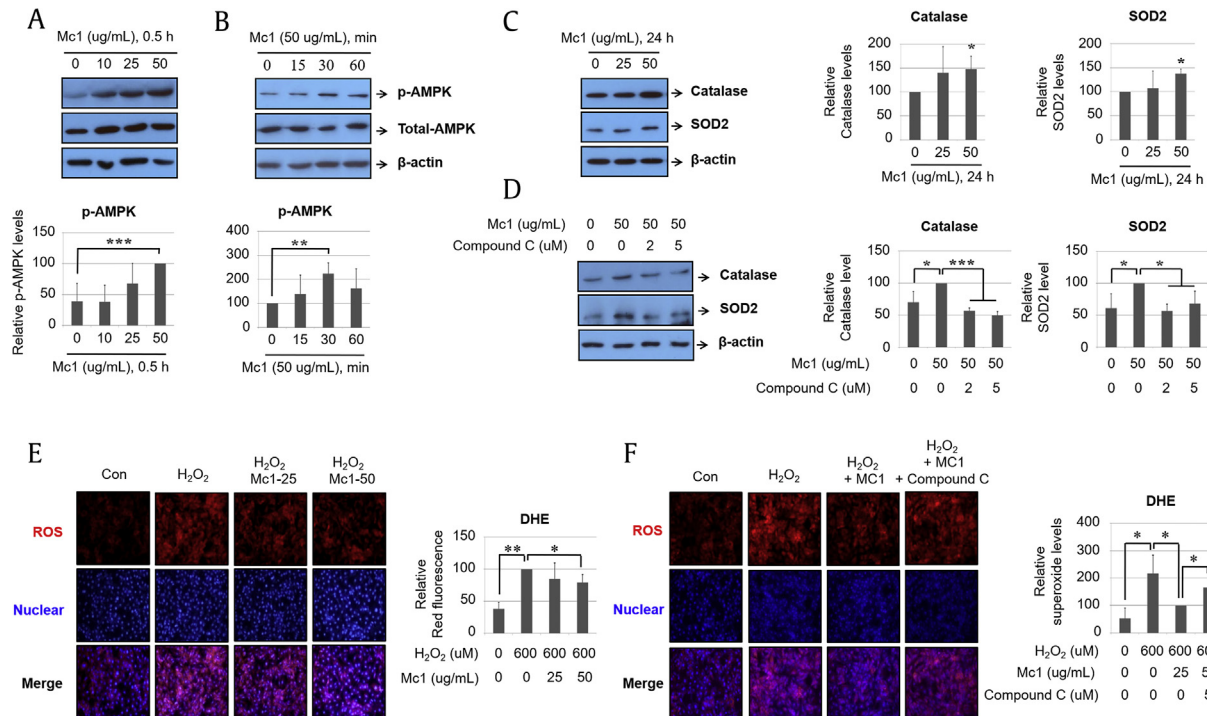 A
Mc1 (ug/mL), 0.5 h
0 10 25 50
B
Mc1 (50 ug/mL), min
0 15 30 60
p-AMPK
Total-AMPK
β-actin
p-AMPK
Relative p-AMPK levels
150
100
50
0
***
0 10 25 50
Mc1 (ug/mL), 0.5 h
p-AMPK
400
300
200
100
0
**
0 15 30 60
Mc1 (50 ug/mL), min
C
Mc1 (ug/mL), 24 h
0 25 50
Catalase
SOD2
β-actin
Catalase
Relative
Catalase levels
200
150
100
50
0
*
0 25 50
Mc1 (ug/mL), 24 h
SOD2
Relative
SOD2 levels
200
150
100
50
0
*
0 25 50
Mc1 (ug/mL), 24 h
D
Mc1 (ug/mL) 0 50 50 50
Compound C (uM) 0 0 2 5
Catalase
SOD2
β-actin
Catalase
Relative
Catalase level
150
100
50
0
* ***
Mc1 (ug/mL) 0 50 50 50
Compound C (uM) 0 0 2 5
SOD2
Relative
SOD2 level
150
100
50
0
* *
0 50 50 50
0 0 2 5
E
Con
H₂O₂
H₂O₂
Mc1-25
H₂O₂
Mc1-50
ROS
Nuclear
Merge
DHE
Relative
Red fluorescence
150
100
50
0
** *
H₂O₂ (uM) 0 600 600 600
Mc1 (ug/mL) 0 0 25 50
F
Con
H₂O₂
H₂O₂
+ MC1
H₂O₂
+ MC1
+ Compound C
ROS
Nuclear
Merge
DHE
Relative
superoxide levels
400
300
200
100
0
* * *
H₂O₂ (uM) 0 600 600
Mc1 (ug/mL) 0 0 25
Compound C (uM) 0 0 0